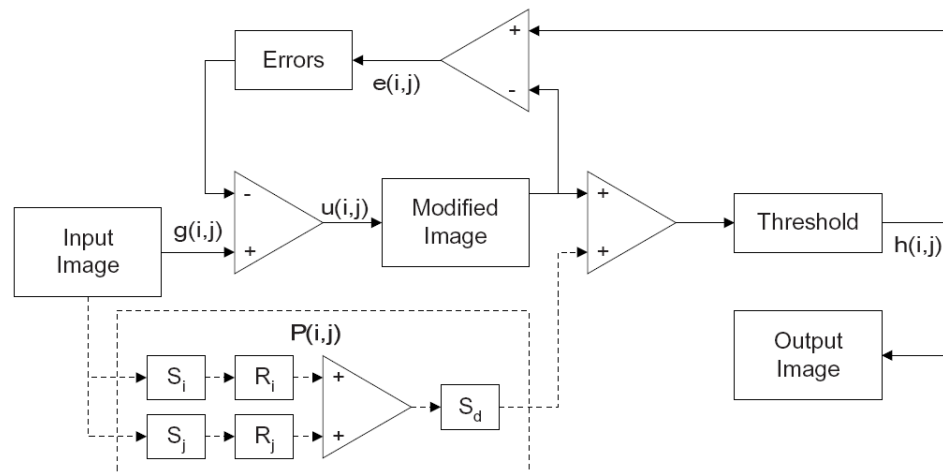 Errors
e(i,j)
+
-
-
+
g(i,j)
u(i,j)
Input
Image
Modified
Image
+
+
Threshold
h(i,j)
P(i,j)
S_i
R_i
+
S_j
R_j
+
S_d
Output
Image